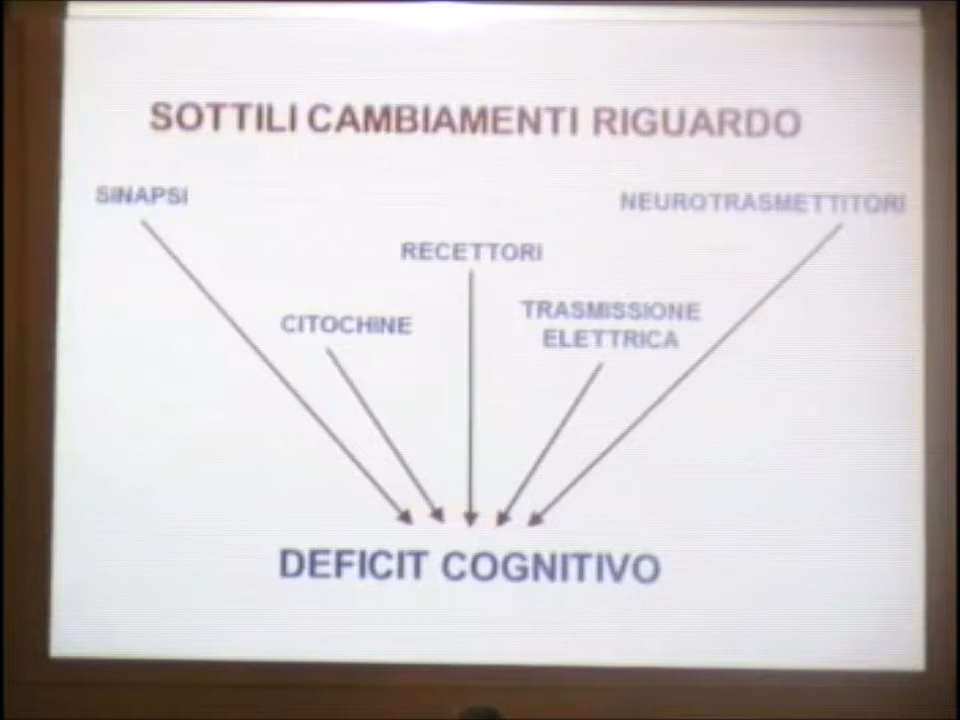 SOTTILI CAMBIAMENTI RIGUARDO
SINAPSI
NEUROTRASMETTITORI
RECETTORI
CITOCHINE
TRASMISSIONE
ELETTRICA
DEFICIT COGNITIVO